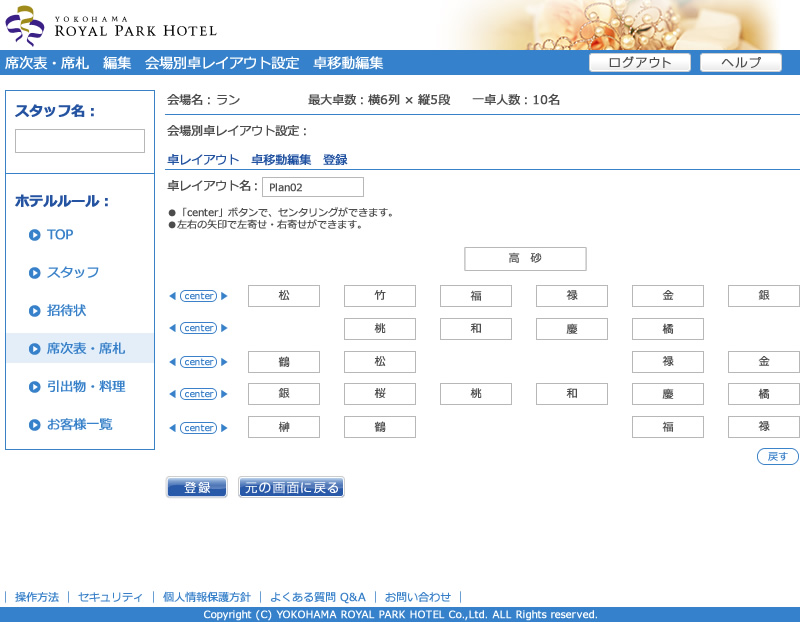 YOKOHAMA
ROYAL PARK HOTEL
席次表・席札 編集 会場別卓レイアウト設定 卓移動編集 ログアウト ヘルプ
スタッフ名：
ホテルルール：
TOP
スタッフ
招待状
席次表・席札
引出物・料理
お客様一覧
会場名：ラン 最大卓数：横6列 × 縦5段 一卓人数：10名
会場別卓レイアウト設定：
卓レイアウト 卓移動編集 登録
卓レイアウト名： Plan02
●「center」ボタンで、センタリングができます。
●左右の矢印で左寄せ・右寄せができます。
高 砂
center 松 竹 福 禄 金 銀
center 桃 和 慶 橘
center 鶴 松 禄 金
center 銀 桜 桃 和 慶 橘
center 榊 鶴 福 禄
戻す
登録 元の画面に戻る
｜ 操作方法 ｜ セキュリティ ｜ 個人情報保護方針 ｜ よくある質問 Q&A ｜ お問い合わせ ｜
Copyright (C) YOKOHAMA ROYAL PARK HOTEL Co.,Ltd. ALL Rights reserved.